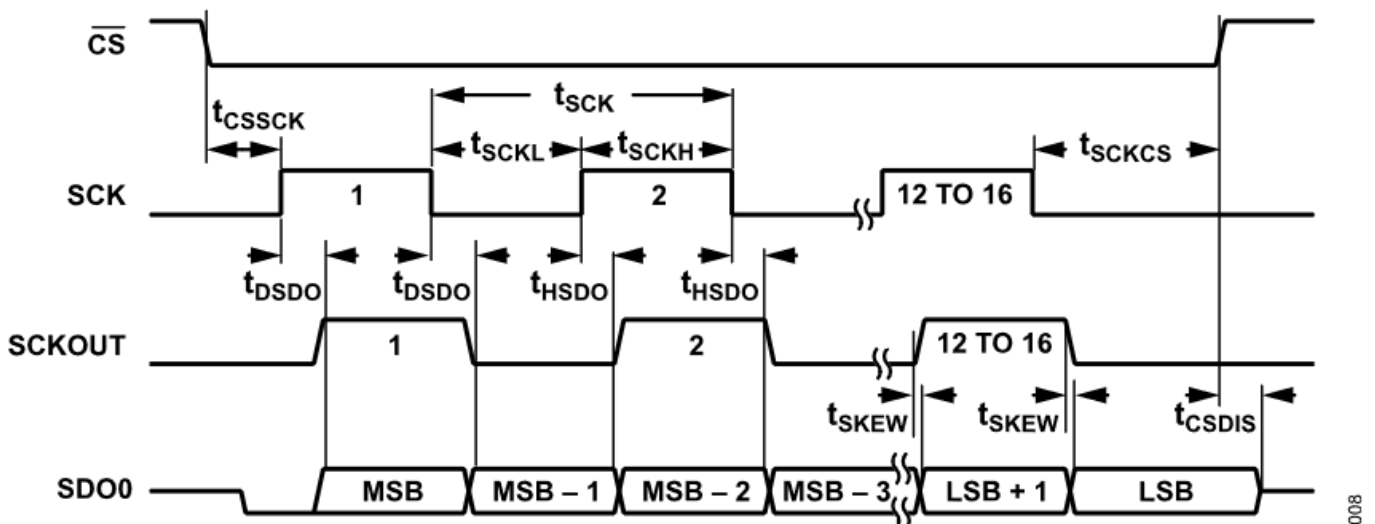 CS
tCSSCK
tSCK
tSCKL
tSCKH
tSCKCS
SCK
1
2
12 TO 16
tDSDO
tDSDO
tHSDO
tHSDO
SCKOUT
1
2
12 TO 16
tSKEW
tSKEW
tCSDIS
SDO0
MSB
MSB – 1
MSB – 2
MSB – 3
LSB + 1
LSB
008